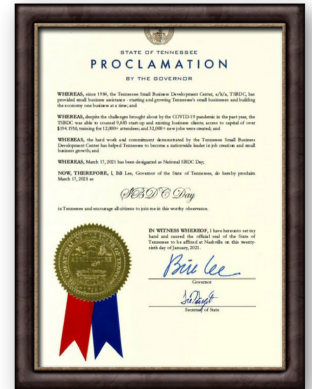 STATE OF TENNESSEE
PROCLAMATION
BY THE GOVERNOR
WHEREAS, since 1984, the Tennessee Small Business Development Center, a/k/a, TSBDC, has
provided small business assistance - starting and growing Tennessee's small businesses and building
the economy one business at a time; and
WHEREAS, despite the challenges brought about by the COVID-19 pandemic in the past year, the
TSBDC was able to counsel 9,685 start-up and existing business clients; access to capital of over
training for 12,800+ attendees; and 32,000+ new jobs were created; and
WHEREAS, the hard work and commitment demonstrated by the Tennessee Small Business
Development Center has helped Tennessee to become a nationwide leader in job creation and small
business growth; and
WHEREAS, March 17, 2021 has been designated as National SBDC Day;
NOW, THEREFORE, I, Bill Lee, Governor of the State of Tennessee, do hereby proclaim
March 17, 2021 as
SBDC Day
in Tennessee and encourage all citizens to join me in this worthy observance.
IN WITNESS WHEREOF, I have hereunto set my
hand and caused the official seal of the State of
Tennessee to be affixed at Nashville on this twenty-
sixth day of January, 2021.
Bill Lee
Governor
Secretary of State